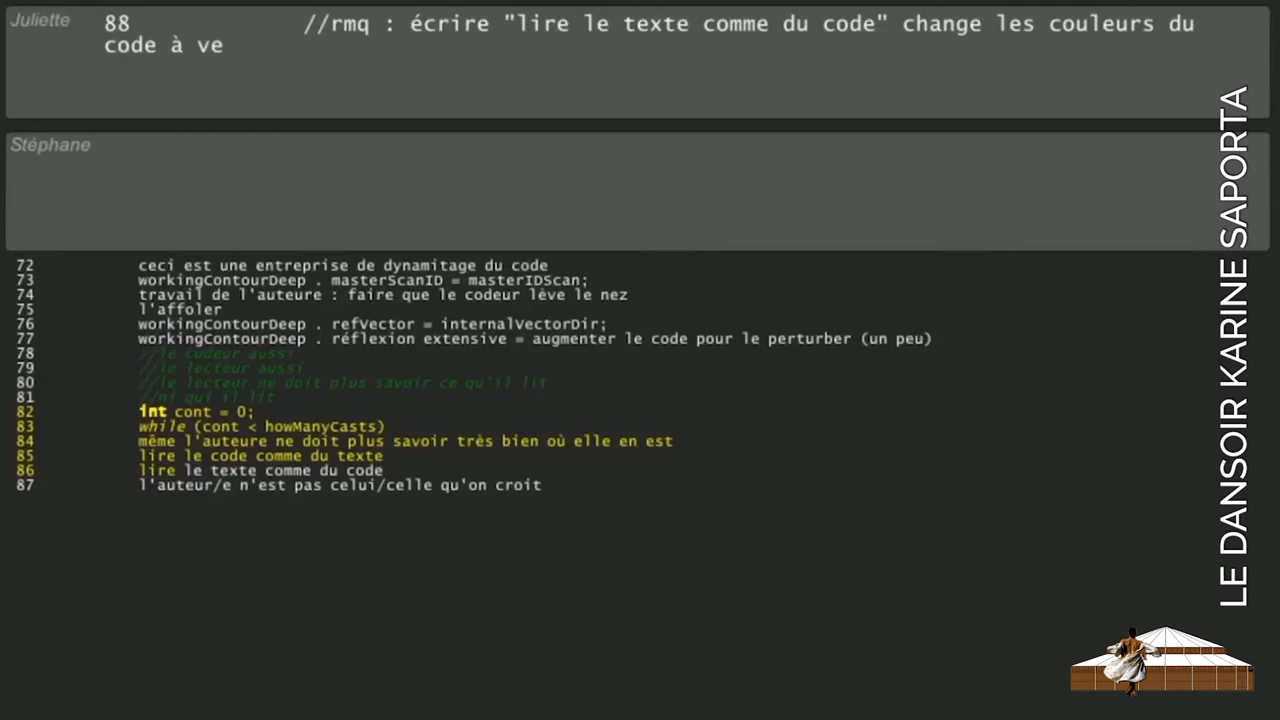 Juliette
88 //rmq : écrire "lire le texte comme du code" change les couleurs du
code à ve
Stéphane
72 ceci est une entreprise de dynamitage du code
73 workingContourDeep . masterScanID = masterIDScan;
74 travail de l'auteure : faire que le codeur lève le nez
75 l'affoler
76 workingContourDeep . refVector = internalVectorDir;
77 workingContourDeep . réflexion extensive = augmenter le code pour le perturber (un peu)
78 //le codeur aussi
79 //le lecteur aussi
80 //le lecteur ne doit plus savoir ce qu'il lit
81 //ni qui il lit
82 int cont = 0;
83 while (cont < howManyCasts)
84 même l'auteure ne doit plus savoir très bien où elle en est
85 lire le code comme du texte
86 lire le texte comme du code
87 l'auteur/e n'est pas celui/celle qu'on croit
LE DANSOIR KARINE SAPORTA